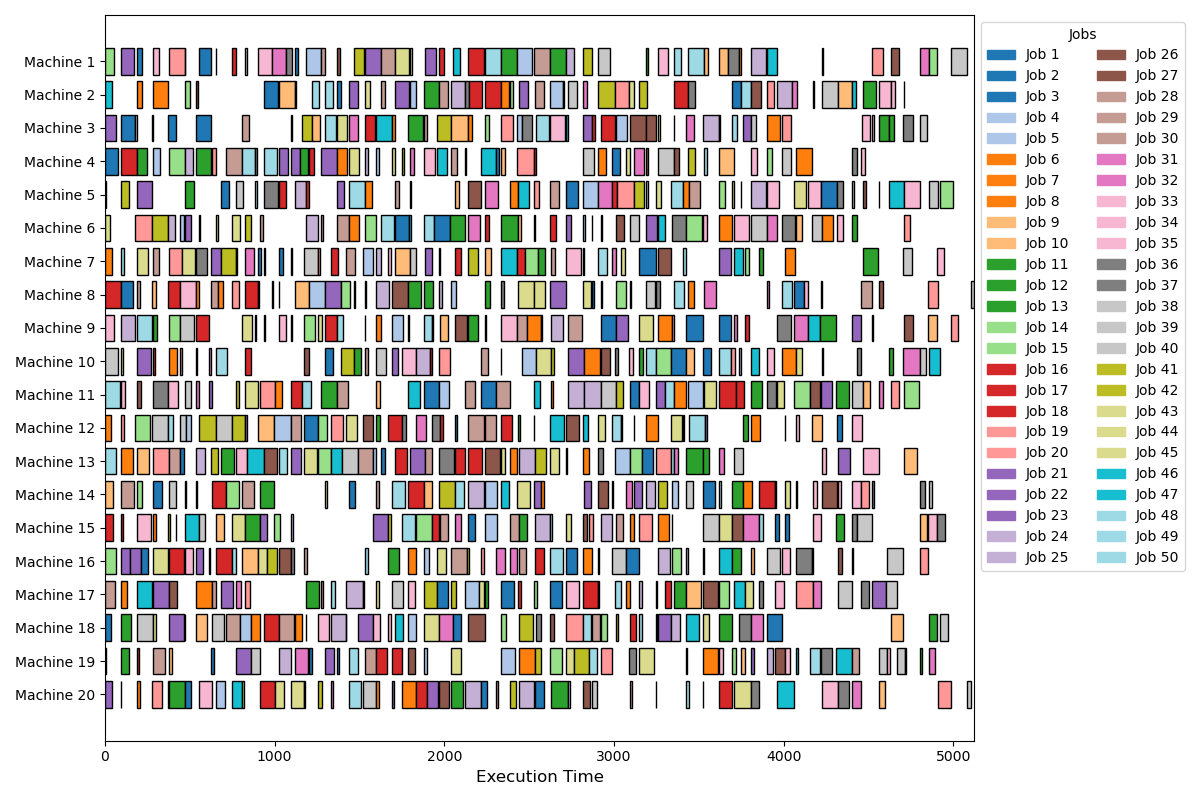 Machine 1
Machine 2
Machine 3
Machine 4
Machine 5
Machine 6
Machine 7
Machine 8
Machine 9
Machine 10
Machine 11
Machine 12
Machine 13
Machine 14
Machine 15
Machine 16
Machine 17
Machine 18
Machine 19
Machine 20
0 1000 2000 3000 4000 5000
Execution Time
Jobs
Job 1
Job 2
Job 3
Job 4
Job 5
Job 6
Job 7
Job 8
Job 9
Job 10
Job 11
Job 12
Job 13
Job 14
Job 15
Job 16
Job 17
Job 18
Job 19
Job 20
Job 21
Job 22
Job 23
Job 24
Job 25
Job 26
Job 27
Job 28
Job 29
Job 30
Job 31
Job 32
Job 33
Job 34
Job 35
Job 36
Job 37
Job 38
Job 39
Job 40
Job 41
Job 42
Job 43
Job 44
Job 45
Job 46
Job 47
Job 48
Job 49
Job 50